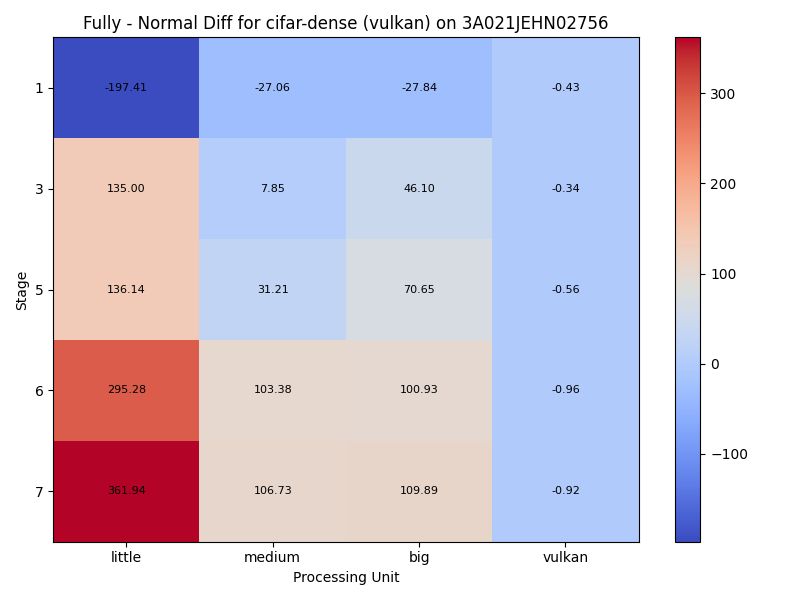 Fully - Normal Diff for cifar-dense (vulkan) on 3A021JEHN02756
1 -197.41 -27.06 -27.84 -0.43
3 135.00 7.85 46.10 -0.34
5 136.14 31.21 70.65 -0.56
6 295.28 103.38 100.93 -0.96
7 361.94 106.73 109.89 -0.92
little medium big vulkan
Processing Unit
Stage
300
200
100
0
−100